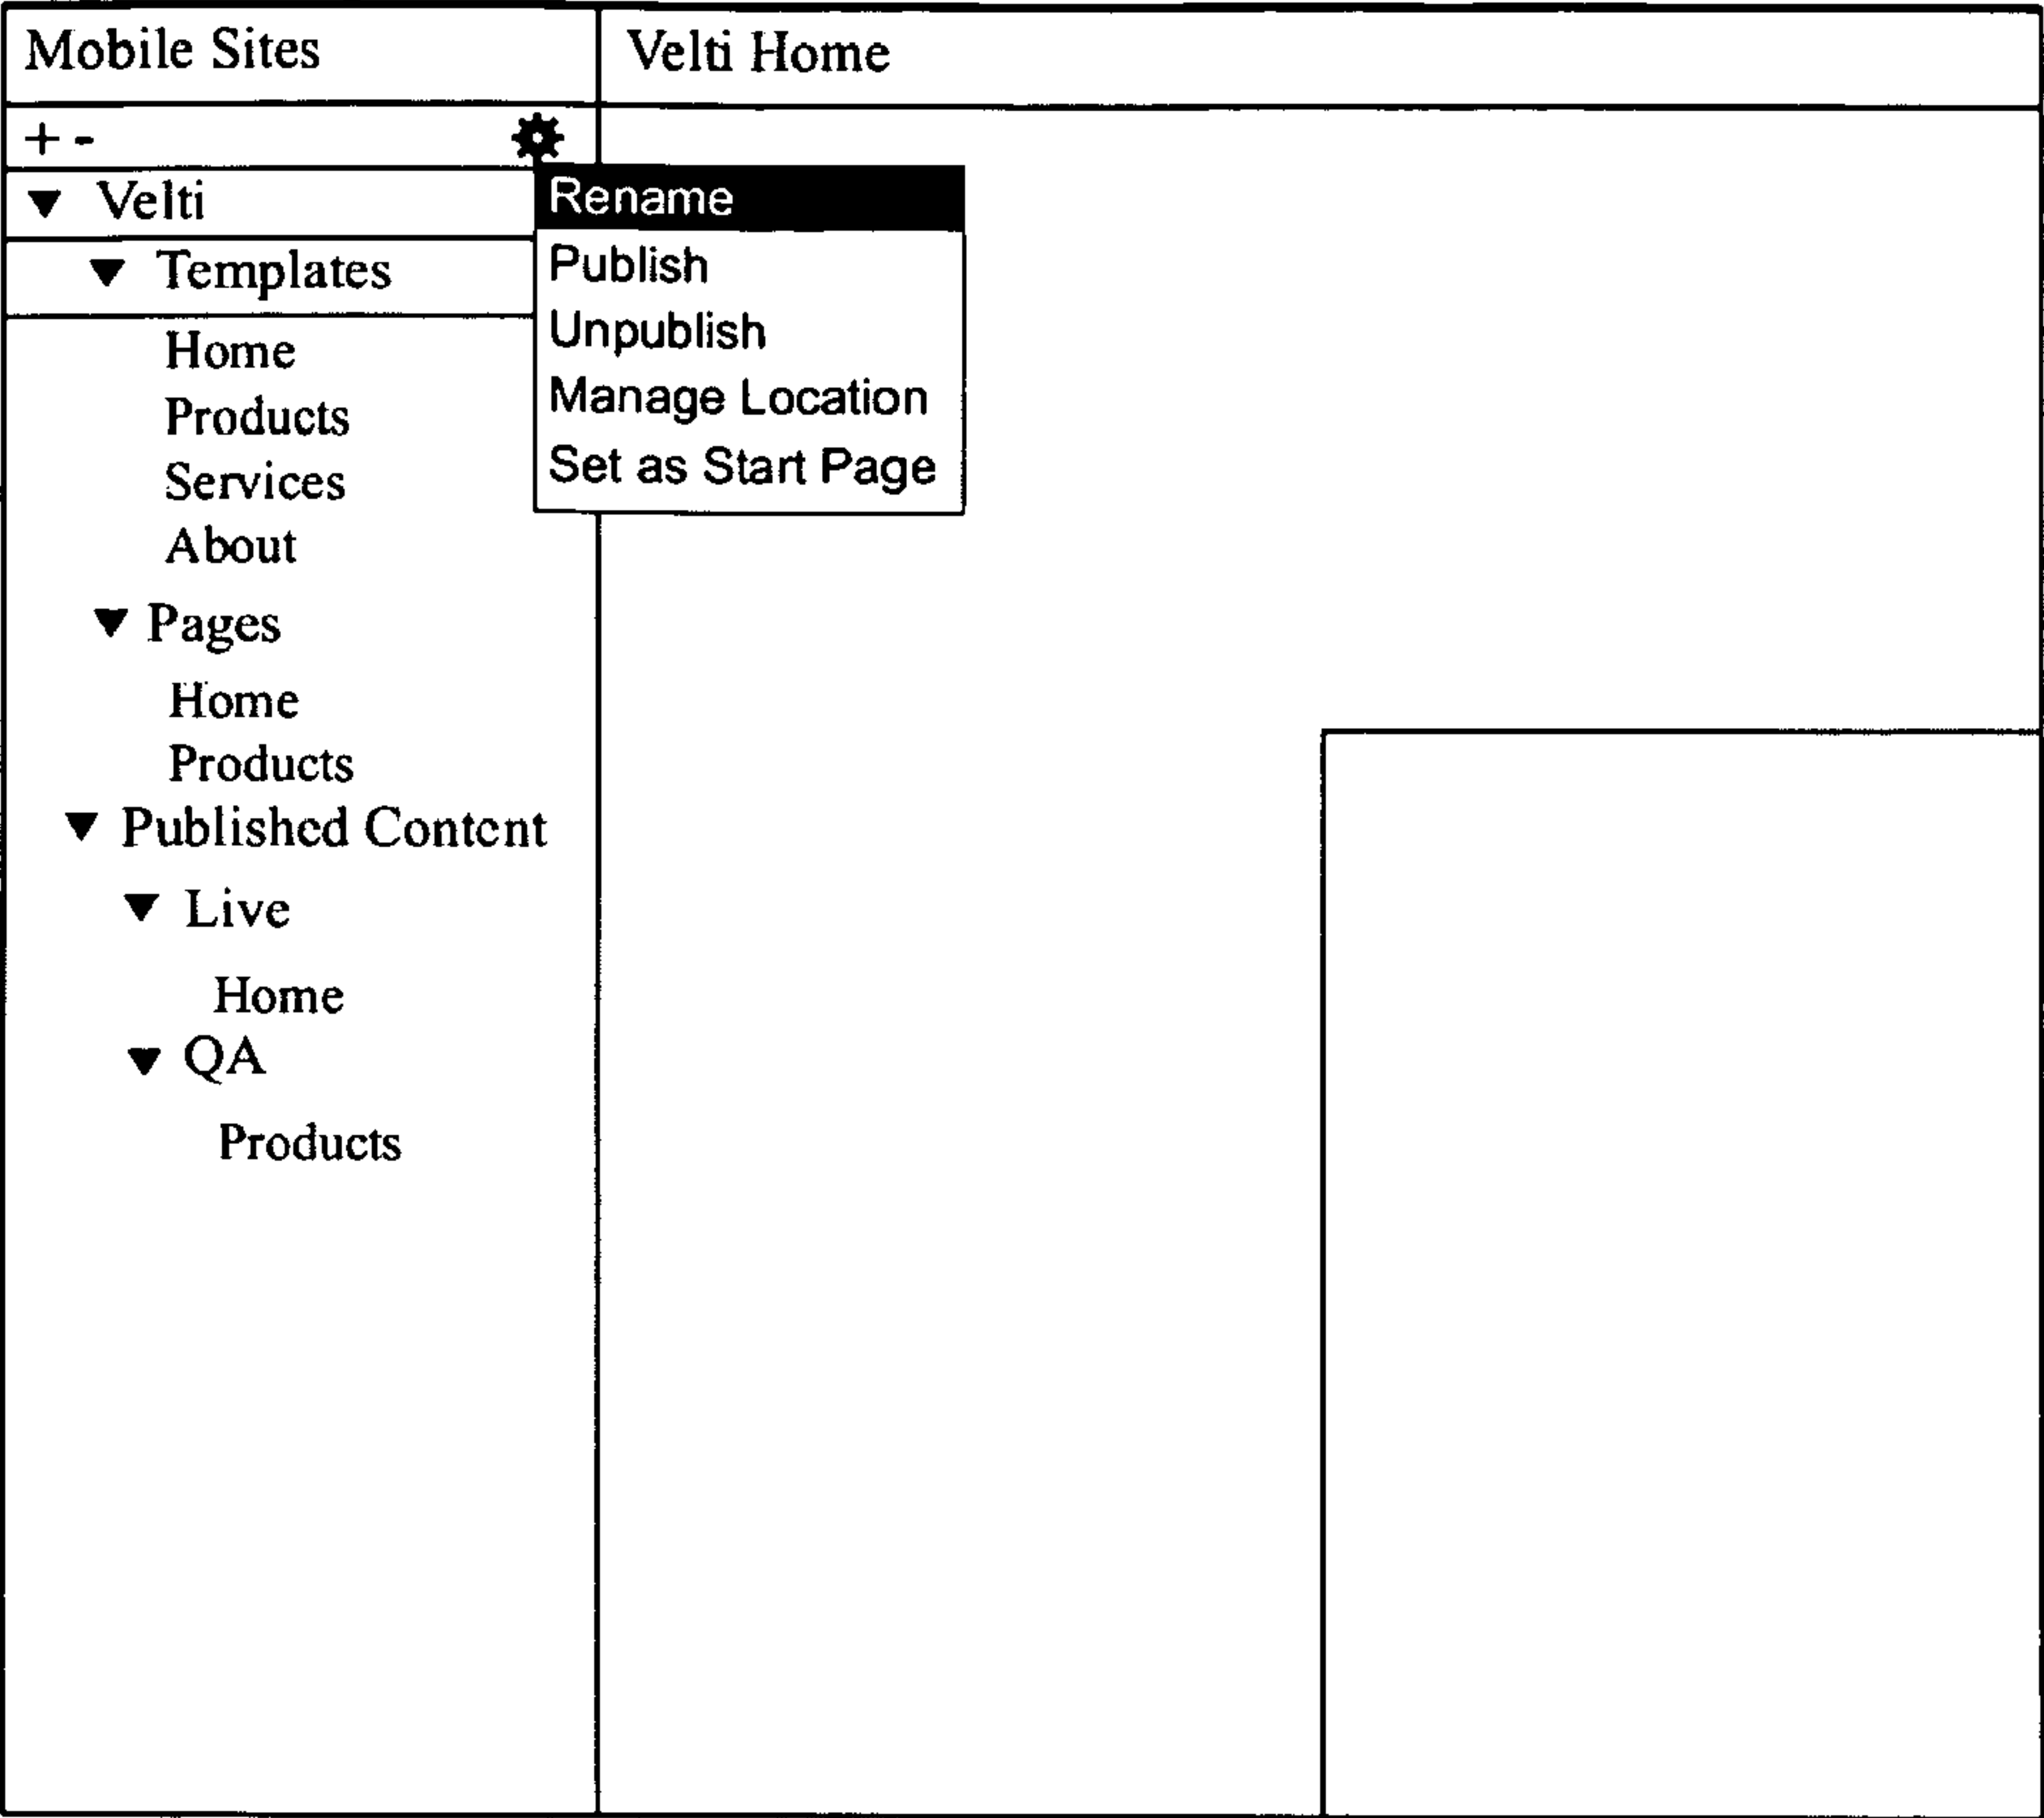 Mobile Sites
Velti Home
+ -
▼ Velti
▼ Templates
Home
Products
Services
About
▼ Pages
Home
Products
▼ Published Content
▼ Live
Home
▼ QA
Products
Rename
Publish
Unpublish
Manage Location
Set as Start Page